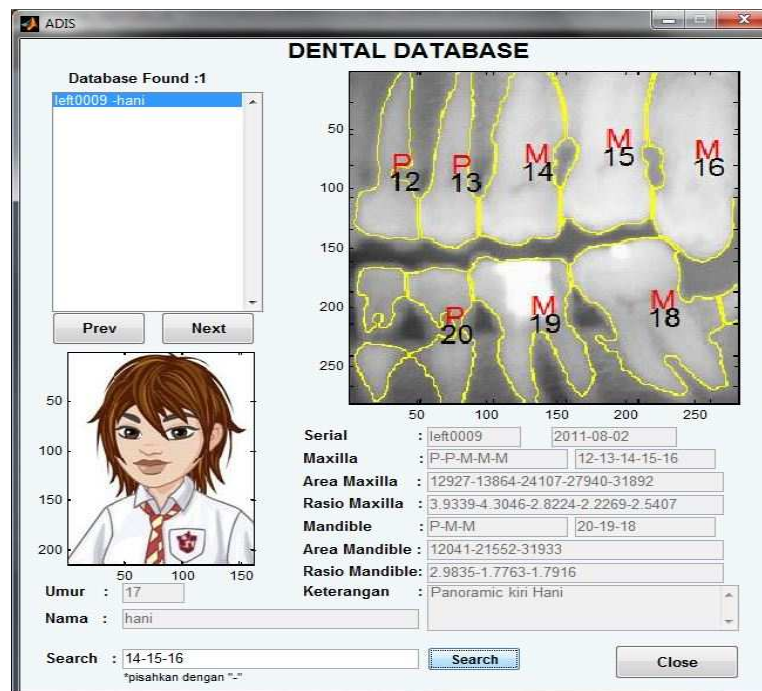 ADIS
DENTAL DATABASE
Database Found :1
left0009 -hani
Prev Next
50
100
150
200
50 100 150
50
100
150
200
250
50 100 150 200 250
P 12
P 13
M 14
M 15
M 16
P 20
M 19
M 18
Serial : left0009 2011-08-02
Maxilla : P-P-M-M-M 12-13-14-15-16
Area Maxilla : 12927-13864-24107-27940-31892
Rasio Maxilla : 3.9339-4.3046-2.8224-2.2269-2.5407
Mandible : P-M-M 20-19-18
Area Mandible : 12041-21552-31933
Rasio Mandible: 2.9835-1.7763-1.7916
Keterangan : Panoramic kiri Hani
Umur : 17
Nama : hani
Search : 14-15-16 Search
*pisahkan dengan "-"
Close